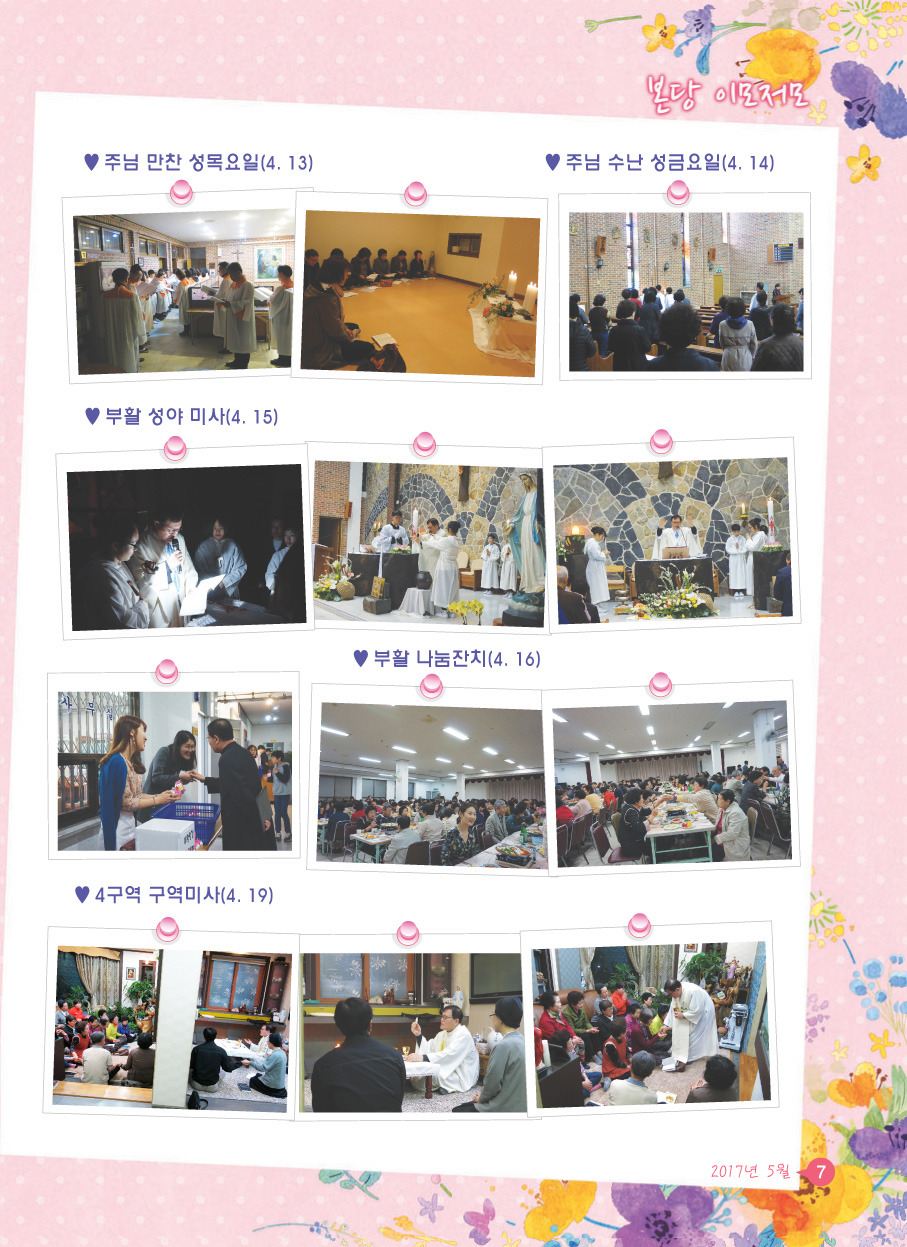 본당 이모저모
♥ 주님 만찬 성목요일(4. 13)
♥ 주님 수난 성금요일(4. 14)
♥ 부활 성야 미사(4. 15)
♥ 부활 나눔잔치(4. 16)
사 무 실
♥ 4구역 구역미사(4. 19)
2017년 5월 7